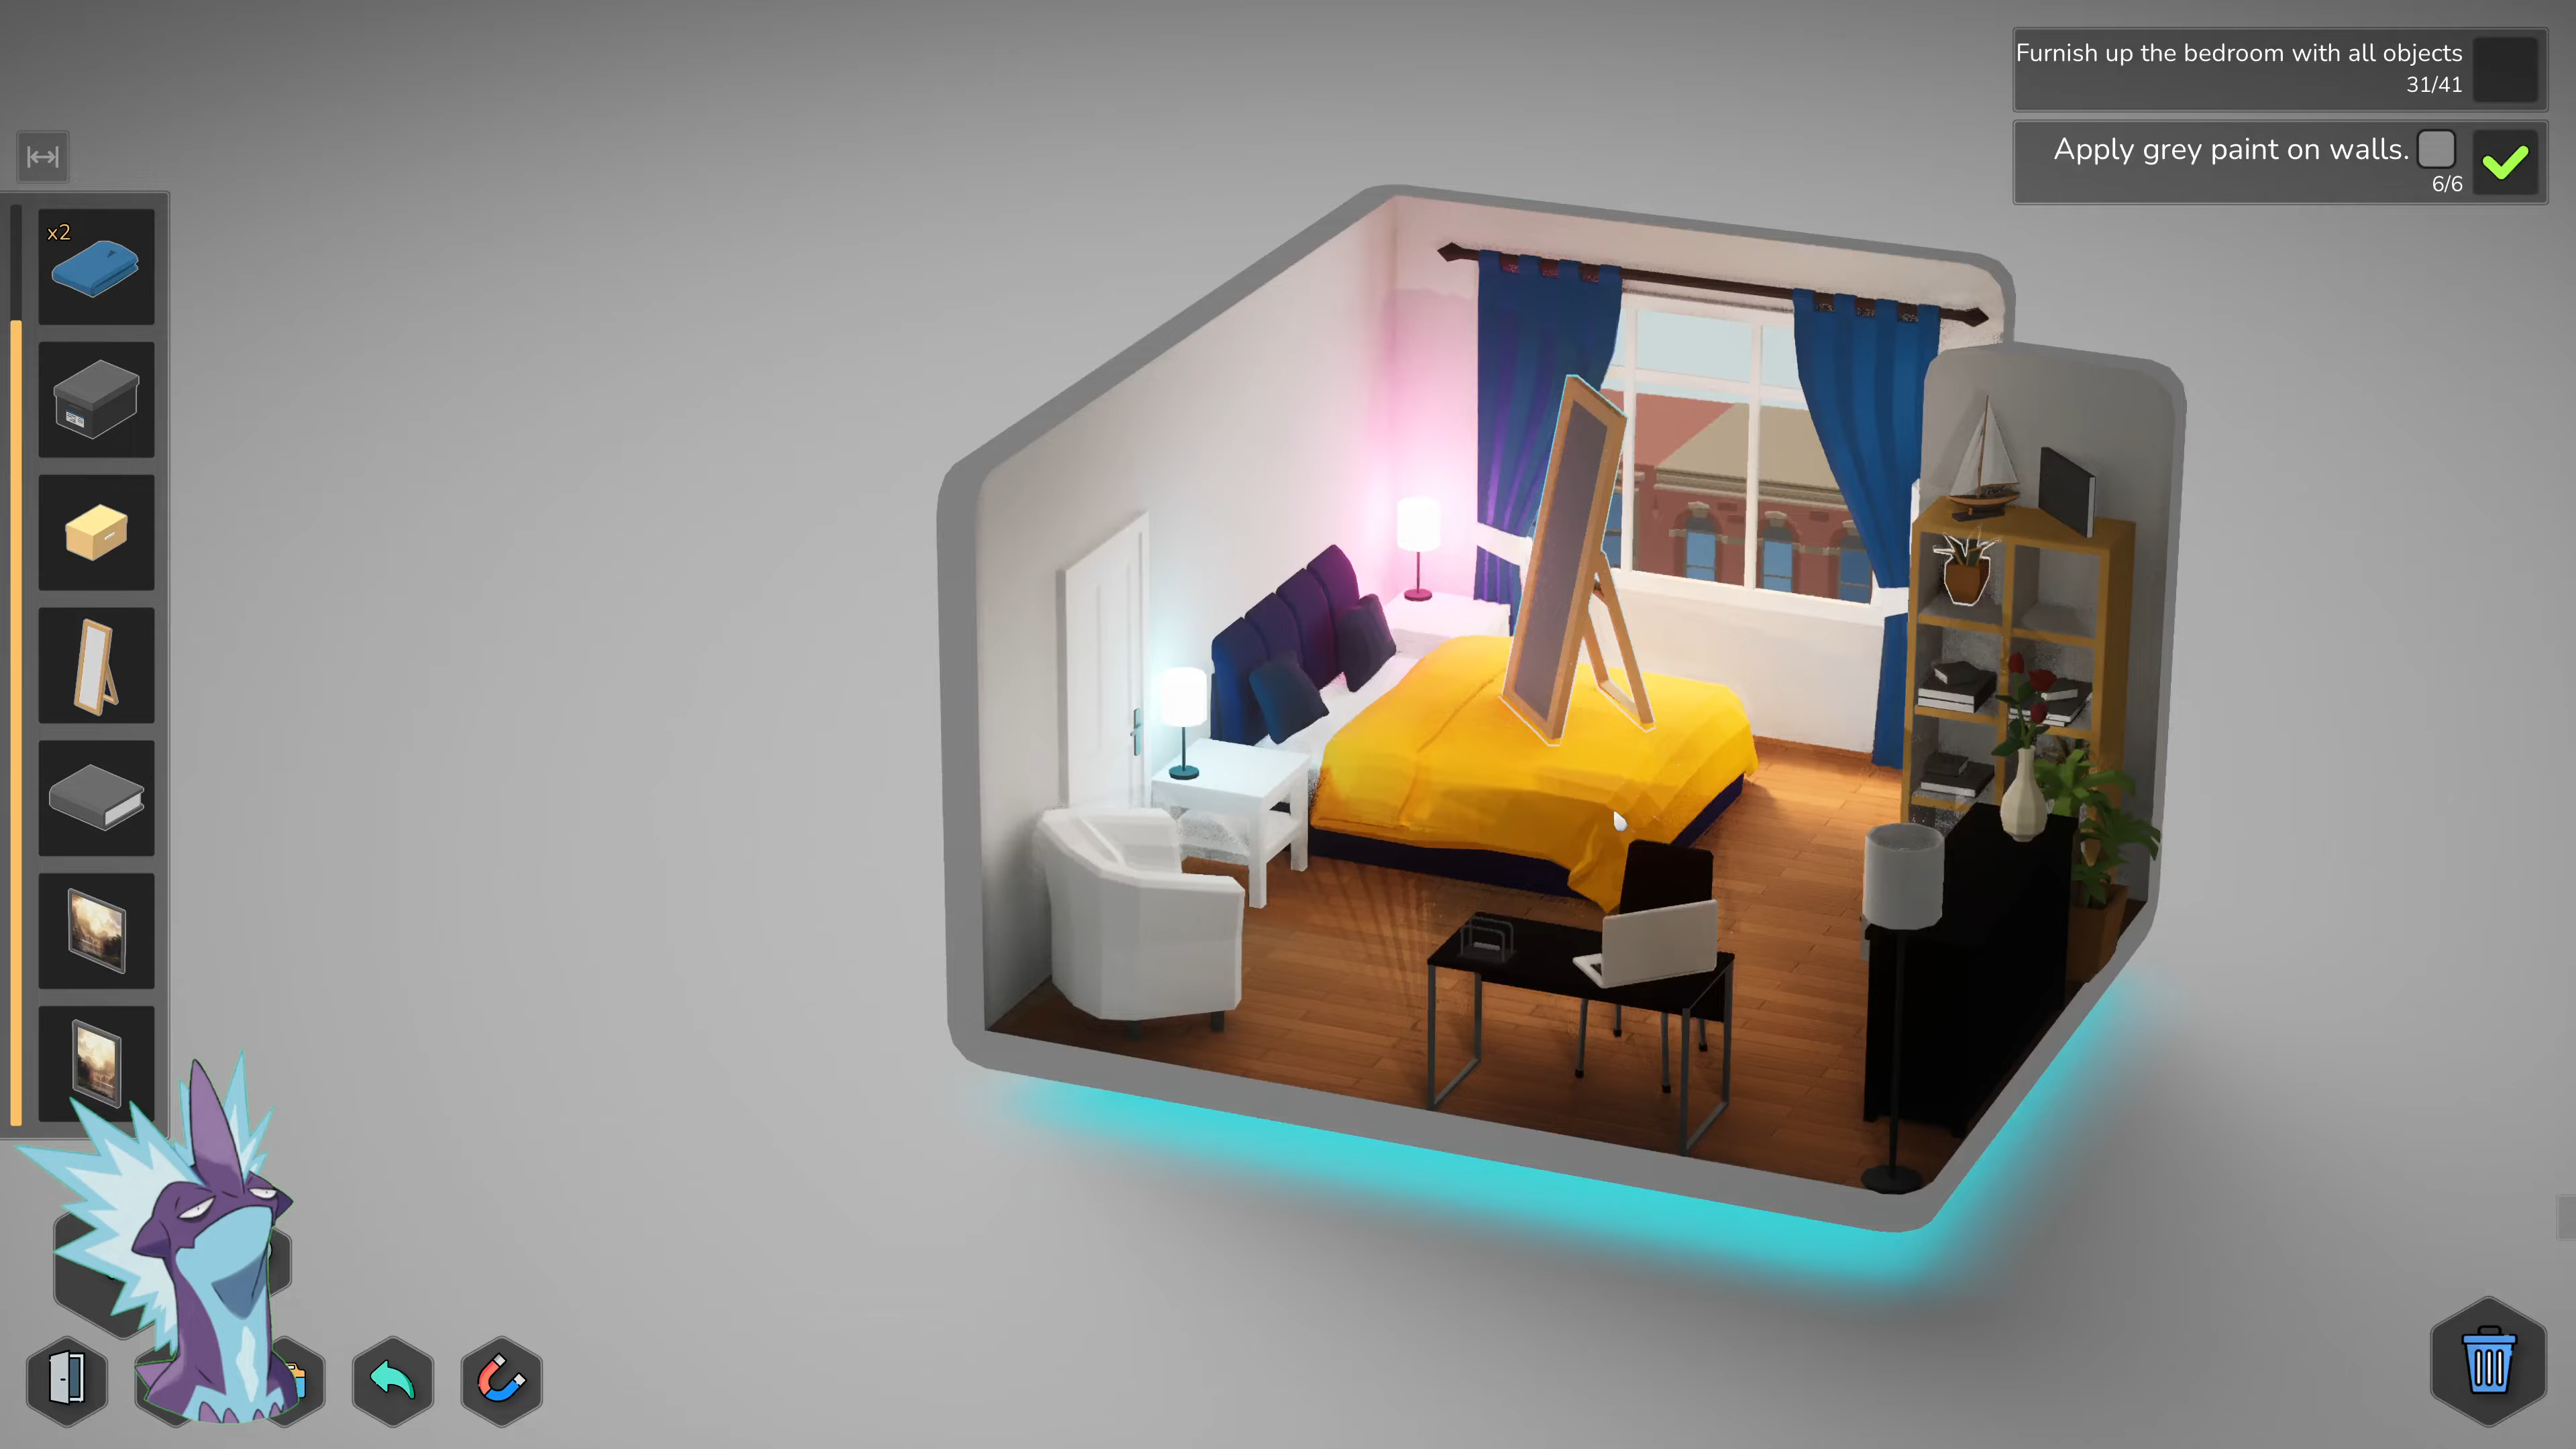 Furnish up the bedroom with all objects
31/41
Apply grey paint on walls.
6/6
x2